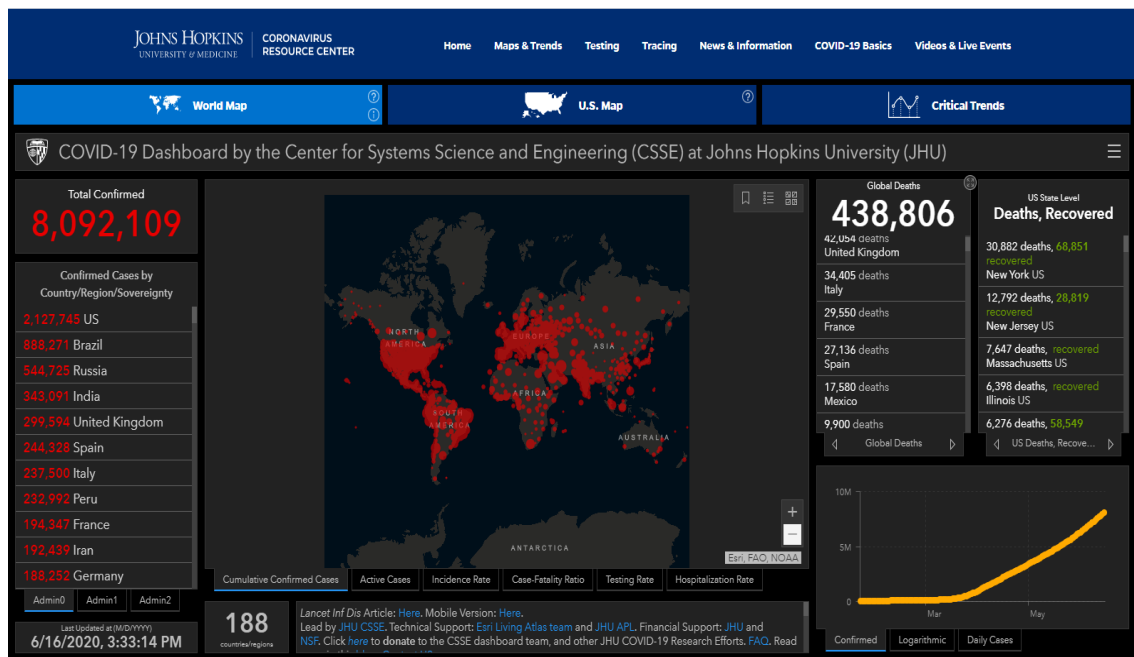 JOHNS HOPKINS
UNIVERSITY & MEDICINE
CORONAVIRUS
RESOURCE CENTER
Home
Maps & Trends
Testing
Tracing
News & Information
COVID-19 Basics
Videos & Live Events
World Map
U.S. Map
Critical Trends
COVID-19 Dashboard by the Center for Systems Science and Engineering (CSSE) at Johns Hopkins University (JHU)
Total Confirmed
8,092,109
Confirmed Cases by
Country/Region/Sovereignty
2,127,745 US
888,271 Brazil
544,725 Russia
343,091 India
299,594 United Kingdom
244,328 Spain
237,500 Italy
232,992 Peru
194,347 France
192,439 Iran
188,252 Germany
Admin0
Admin1
Admin2
Last Updated at (M/D/YYYY)
6/16/2020, 3:33:14 PM
NORTH
AMERICA
EUROPE
ASIA
AFRICA
SOUTH
AMERICA
AUSTRALIA
ANTARCTICA
+
−
Esri, FAO, NOAA
Cumulative Confirmed Cases
Active Cases
Incidence Rate
Case-Fatality Ratio
Testing Rate
Hospitalization Rate
188
countries/regions
Lancet Inf Dis Article: Here. Mobile Version: Here.
Lead by JHU CSSE. Technical Support: Esri Living Atlas team and JHU APL. Financial Support: JHU and
NSF. Click here to donate to the CSSE dashboard team, and other JHU COVID-19 Research Efforts. FAQ. Read
Global Deaths
438,806
42,054 deaths
United Kingdom
34,405 deaths
Italy
29,550 deaths
France
27,136 deaths
Spain
17,580 deaths
Mexico
9,900 deaths
Global Deaths
US State Level
Deaths, Recovered
30,882 deaths, 68,851
recovered
New York US
12,792 deaths, 28,819
recovered
New Jersey US
7,647 deaths, recovered
Massachusetts US
6,398 deaths, recovered
Illinois US
6,276 deaths, 58,549
US Deaths, Recove...
10M
5M
0
Mar
May
Confirmed
Logarithmic
Daily Cases